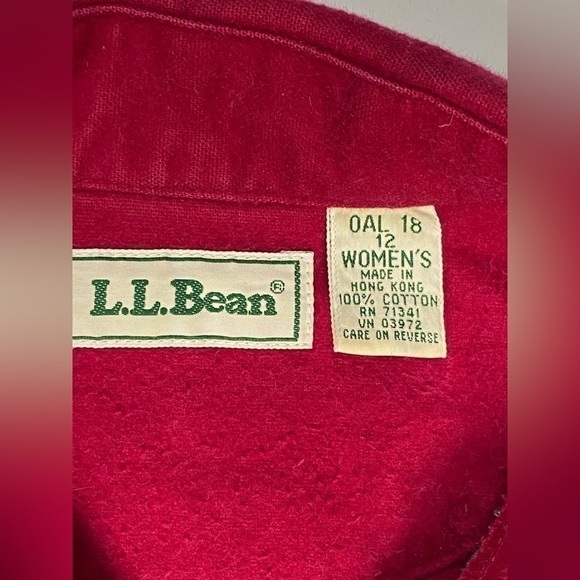 L.L.Bean®
OAL 18
12
WOMEN'S
MADE IN
HONG KONG
100% COTTON
RN 71341
VN 03972
CARE ON REVERSE